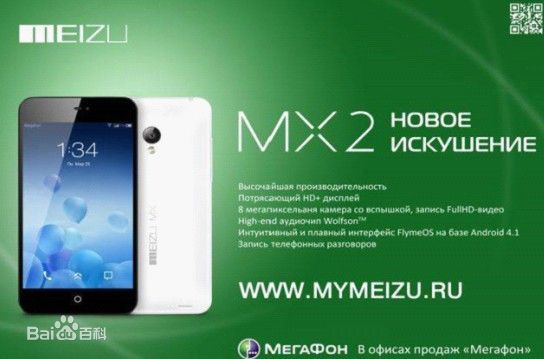 MEIZU
MX2 НОВОЕ
ИСКУШЕНИЕ
1:34
MEIZU MX
Высочайшая производительность
Потрясающий HD+ дисплей
8 мегапиксельная камера со вспышкой, запись FullHD-видео
High-end аудиочип Wolfson™
Интуитивный и плавный интерфейс FlymeOS на базе Android 4.1
Запись телефонных разговоров
WWW.MYMEIZU.RU
Bai百科
МЕГАФОН В офисах продаж «Мегафон»